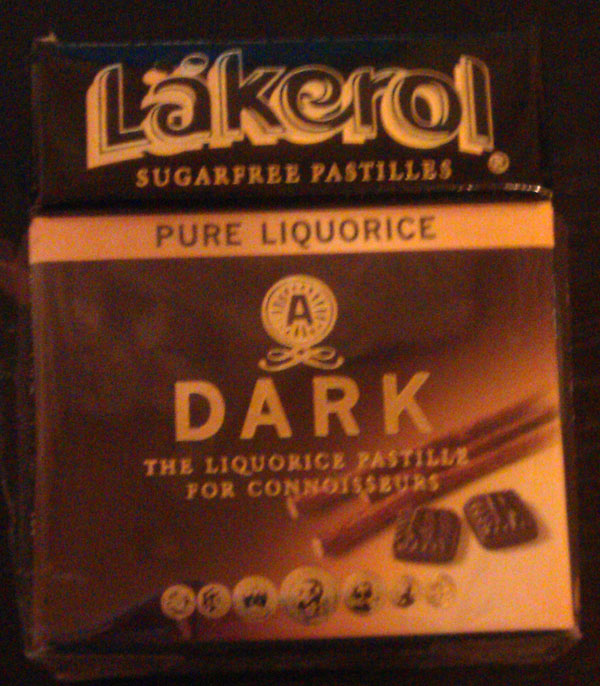 Läkerol®
SUGARFREE PASTILLES
PURE LIQUORICE
A
DARK
THE LIQUORICE PASTILLE
FOR CONNOISSEURS